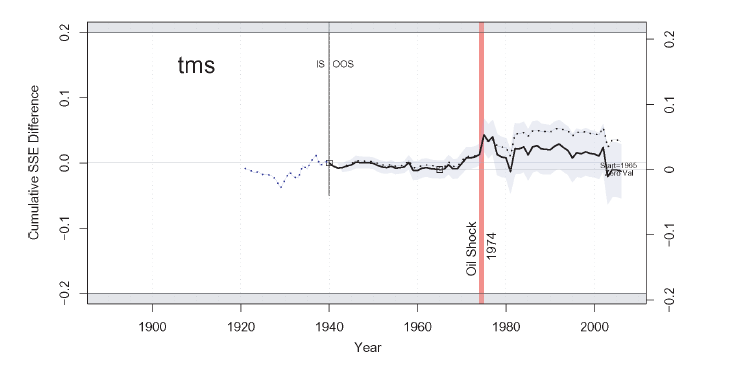 tms
IS OOS
Cumulative SSE Difference
0.2
0.1
0.0
−0.1
−0.2
0.2
0.1
0
−0.1
−0.2
Start=1965
Oil Shock
1974
1900 1920 1940 1960 1980 2000
Year